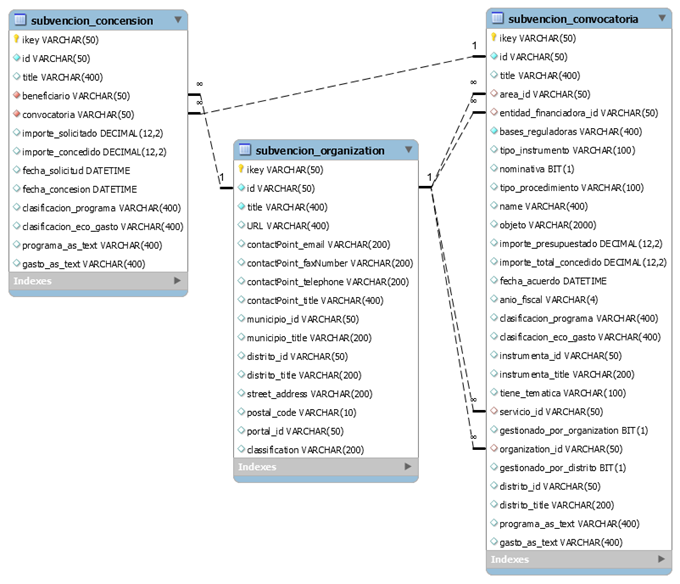 subvencion_concension
ikey VARCHAR(50)
id VARCHAR(50)
title VARCHAR(400)
beneficiario VARCHAR(50)
convocatoria VARCHAR(50)
importe_solicitado DECIMAL(12,2)
importe_concedido DECIMAL(12,2)
fecha_solicitud DATETIME
fecha_concesion DATETIME
clasificacion_programa VARCHAR(400)
clasificacion_eco_gasto VARCHAR(400)
programa_as_text VARCHAR(400)
gasto_as_text VARCHAR(400)
Indexes
∞
∞
1
subvencion_organization
ikey VARCHAR(50)
id VARCHAR(50)
title VARCHAR(400)
URL VARCHAR(400)
contactPoint_email VARCHAR(200)
contactPoint_faxNumber VARCHAR(200)
contactPoint_telephone VARCHAR(200)
contactPoint_title VARCHAR(400)
municipio_id VARCHAR(50)
municipio_title VARCHAR(200)
distrito_id VARCHAR(50)
distrito_title VARCHAR(200)
street_address VARCHAR(200)
postal_code VARCHAR(10)
portal_id VARCHAR(50)
classification VARCHAR(200)
Indexes
1
1
∞
∞
∞
∞
subvencion_convocatoria
ikey VARCHAR(50)
id VARCHAR(50)
title VARCHAR(400)
area_id VARCHAR(50)
entidad_financiadora_id VARCHAR(50)
bases_reguladoras VARCHAR(400)
tipo_instrumento VARCHAR(100)
nominativa BIT(1)
tipo_procedimiento VARCHAR(100)
name VARCHAR(400)
objeto VARCHAR(2000)
importe_presupuestado DECIMAL(12,2)
importe_total_concedido DECIMAL(12,2)
fecha_acuerdo DATETIME
anio_fiscal VARCHAR(4)
clasificacion_programa VARCHAR(400)
clasificacion_eco_gasto VARCHAR(400)
instrumenta_id VARCHAR(50)
instrumenta_title VARCHAR(200)
tiene_tematica VARCHAR(100)
servicio_id VARCHAR(50)
gestionado_por_organization BIT(1)
organization_id VARCHAR(50)
gestionado_por_distrito BIT(1)
distrito_id VARCHAR(50)
distrito_title VARCHAR(200)
programa_as_text VARCHAR(400)
gasto_as_text VARCHAR(400)
Indexes